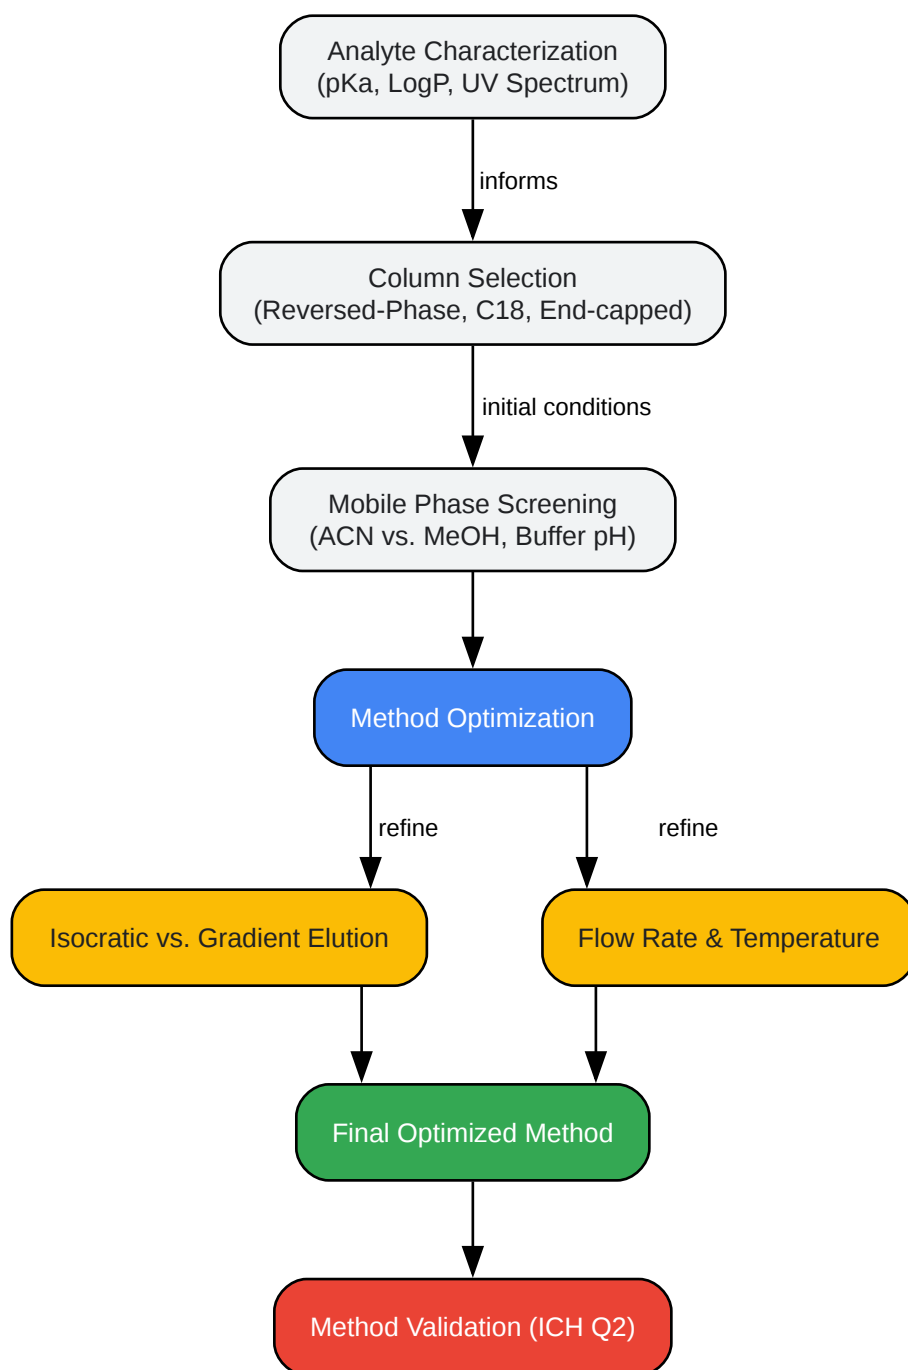 Analyte Characterization
(pKa, LogP, UV Spectrum)
informs
Column Selection
(Reversed-Phase, C18, End-capped)
initial conditions
Mobile Phase Screening
(ACN vs. MeOH, Buffer pH)
Method Optimization
refine
refine
Isocratic vs. Gradient Elution
Flow Rate & Temperature
Final Optimized Method
Method Validation (ICH Q2)